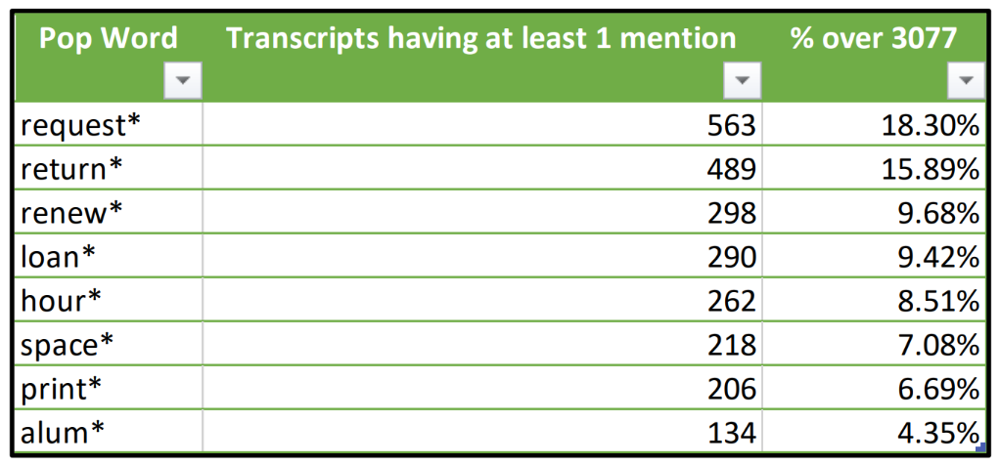 Pop Word Transcripts having at least 1 mention % over 3077
request* 563 18.30%
return* 489 15.89%
renew* 298 9.68%
loan* 290 9.42%
hour* 262 8.51%
space* 218 7.08%
print* 206 6.69%
alum* 134 4.35%